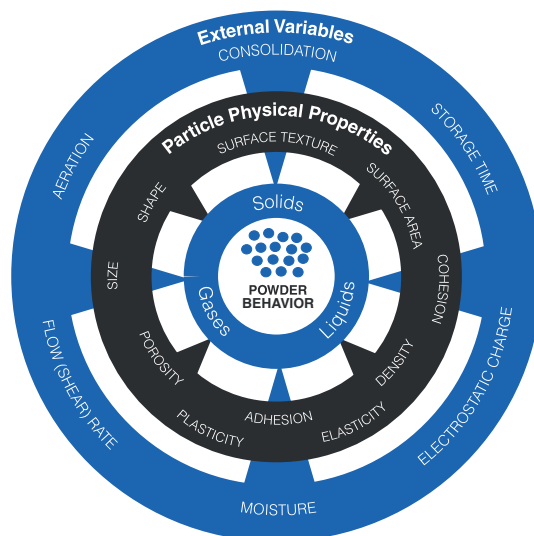 External Variables
CONSOLIDATION
STORAGE TIME
ELECTROSTATIC CHARGE
MOISTURE
FLOW (SHEAR) RATE
AERATION
Particle Physical Properties
SURFACE TEXTURE
SURFACE AREA
COHESION
DENSITY
ELASTICITY
ADHESION
PLASTICITY
POROSITY
SIZE
SHAPE
Solids
Liquids
Gases
POWDER
BEHAVIOR